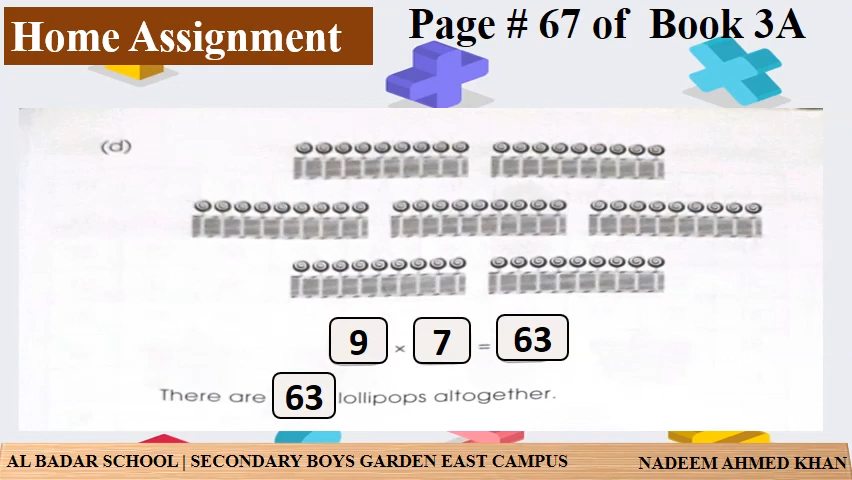 Home Assignment
Page # 67 of Book 3A
(d)
9 × 7 = 63
There are 63 lollipops altogether.
AL BADAR SCHOOL | SECONDARY BOYS GARDEN EAST CAMPUS
NADEEM AHMED KHAN